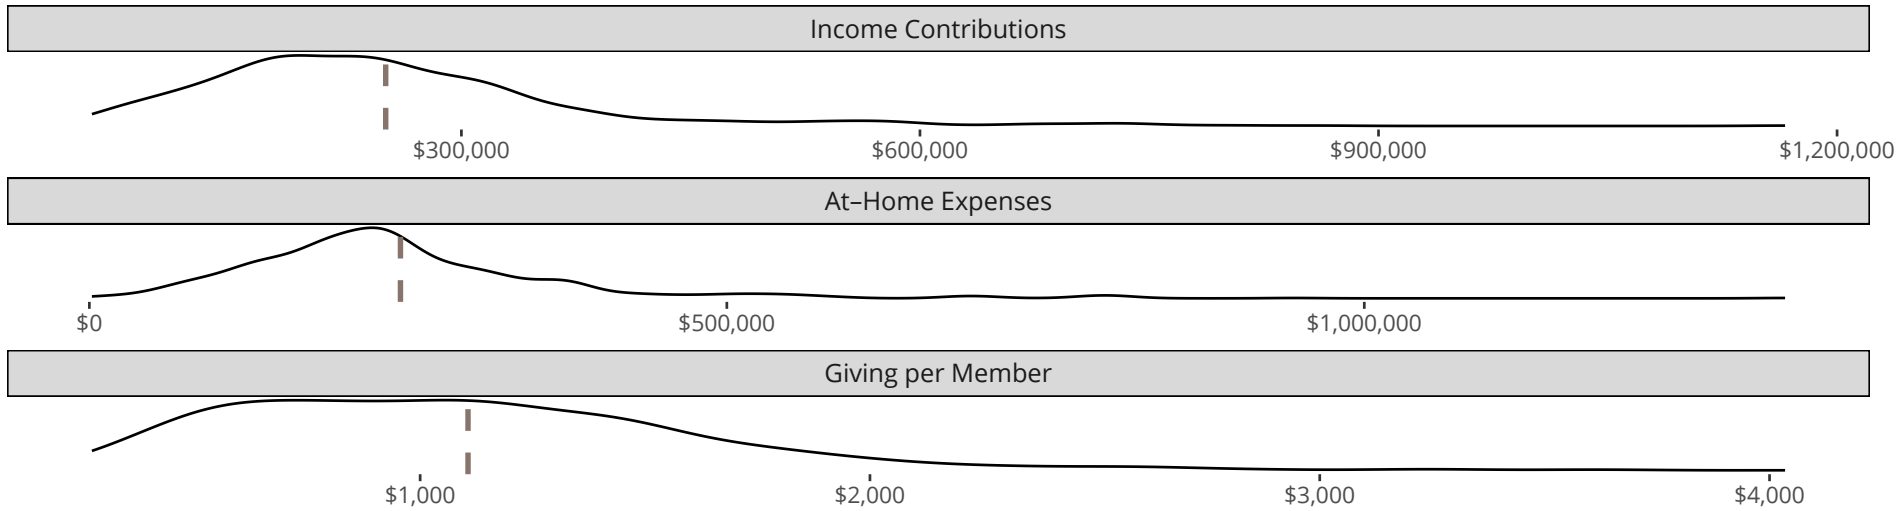 Income Contributions
$300,000 $600,000 $900,000 $1,200,000
At–Home Expenses
$0 $500,000 $1,000,000
Giving per Member
$1,000 $2,000 $3,000 $4,000